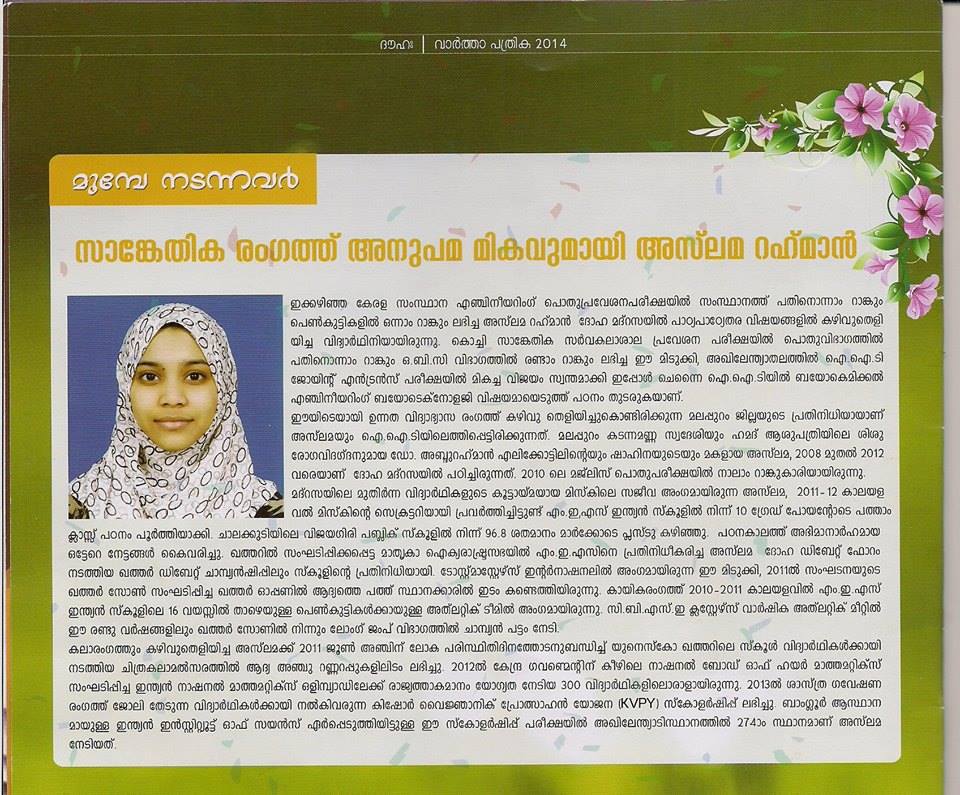 ദൗഹഃ | വാർത്താ പത്രിക 2014
മുമ്പേ നടന്നവർ
സാങ്കേതിക രംഗത്ത് അനുപമ മികവുമായി അസ്‌ലമ റഹ്‌മാൻ
ഇക്കഴിഞ്ഞ കേരള സംസ്ഥാന എഞ്ചിനീയറിംഗ് പൊതുപ്രവേശനപരീക്ഷയിൽ സംസ്ഥാനത്ത് പതിനൊന്നാം റാങ്കും
പെൺകുട്ടികളിൽ ഒന്നാം റാങ്കും ലഭിച്ച അസ്‌ലമ റഹ്‌മാൻ ദോഹ മദ്റസയിൽ പാഠ്യപാഠ്യേതര വിഷയങ്ങളിൽ കഴിവുതെളി
യിച്ച വിദ്യാർഥിനിയായിരുന്നു. കൊച്ചി സാങ്കേതിക സർവകലാശാല പ്രവേശന പരീക്ഷയിൽ പൊതുവിഭാഗത്തിൽ
പതിനൊന്നാം റാങ്കും ഒ.ബി.സി വിഭാഗത്തിൽ രണ്ടാം റാങ്കും ലഭിച്ച ഈ മിടുക്കി, അഖിലേന്ത്യാതലത്തിൽ ഐ.ഐ.ടി
ജോയിന്റ് എൻട്രൻസ് പരീക്ഷയിൽ മികച്ച വിജയം സ്വന്തമാക്കി ഇപ്പോൾ ചെന്നൈ ഐ.ഐ.ടിയിൽ ബയോകെമിക്കൽ
എഞ്ചിനീയറിംഗ് ബയോടെക്നോളജി വിഷയമായെടുത്ത് പഠനം തുടരുകയാണ്.
ഈയിടെയായി ഉന്നത വിദ്യാഭ്യാസ രംഗത്ത് കഴിവു തെളിയിച്ചുകൊണ്ടിരിക്കുന്ന മലപ്പുറം ജില്ലയുടെ പ്രതിനിധിയായാണ്
അസ്‌ലമയും ഐ.ഐ.ടിയിലെത്തിപ്പെട്ടിരിക്കുന്നത്. മലപ്പുറം കടന്നമണ്ണ സ്വദേശിയും ഹമദ് ആശുപത്രിയിലെ ശിശു
രോഗവിദഗ്ദനുമായ ഡോ. അബ്ദുറഹ്‌മാൻ എലിക്കോട്ടിലിന്റെയും ഷാഹിനയുടെയും മകളായ അസ്‌ലമ, 2008 മുതൽ 2012
വരെയാണ് ദോഹ മദ്റസയിൽ പഠിച്ചിരുന്നത്. 2010 ലെ മജ്‌ലിസ് പൊതുപരീക്ഷയിൽ നാലാം റാങ്കുകാരിയായിരുന്നു.
മദ്റസയിലെ മുതിർന്ന വിദ്യാർഥികളുടെ കൂട്ടായ്മയായ മിസ്കിലെ സജീവ അംഗമായിരുന്ന അസ്‌ലമ, 2011-12 കാലയള
വൽ മിസ്കിന്റെ സെക്രട്ടറിയായി പ്രവർത്തിച്ചിട്ടുണ്ട് എം.ഇ.എസ് ഇന്ത്യൻ സ്കൂളിൽ നിന്ന് 10 ഗ്രേഡ് പോയന്റോടെ പത്താം
ക്ലാസ്സ് പഠനം പൂർത്തിയാക്കി. ചാലക്കുടിയിലെ വിജയഗിരി പബ്ലിക് സ്കൂളിൽ നിന്ന് 96.8 ശതമാനം മാർക്കോടെ പ്ലസ്ടു കഴിഞ്ഞു. പഠനകാലത്ത് അഭിമാനാർഹമായ
ഒട്ടേറെ നേട്ടങ്ങൾ കൈവരിച്ചു. ഖത്തറിൽ സംഘടിപ്പിക്കപ്പെട്ട മാതൃകാ ഐക്യരാഷ്ട്രസഭയിൽ എം.ഇ.എസിനെ പ്രതിനിധീകരിച്ച അസ്‌ലമ ദോഹ ഡിബേറ്റ് ഫോറം
നടത്തിയ ഖത്തർ ഡിബേറ്റ് ചാമ്പ്യൻഷിപ്പിലും സ്കൂളിന്റെ പ്രതിനിധിയായി. ടോസ്റ്റ്മാസ്റ്റേഴ്സ് ഇന്റർനാഷനലിൽ അംഗമായിരുന്ന ഈ മിടുക്കി, 2011ൽ സംഘടനയുടെ
ഖത്തർ സോൺ സംഘടിപ്പിച്ച ഖത്തർ ഓപ്പണിൽ ആദ്യത്തെ പത്ത് സ്ഥാനക്കാരിൽ ഇടം കണ്ടെത്തിയിരുന്നു. കായികരംഗത്ത് 2010-2011 കാലയളവിൽ എം.ഇ.എസ്
ഇന്ത്യൻ സ്കൂളിലെ 16 വയസ്സിൽ താഴെയുള്ള പെൺകുട്ടികൾക്കായുള്ള അത്‌ലറ്റിക് ടീമിൽ അംഗമായിരുന്നു. സി.ബി.എസ്.ഇ ക്ലസ്റ്റേഴ്സ് വാർഷിക അത്‌ലറ്റിക് മീറ്റിൽ
ഈ രണ്ടു വർഷങ്ങളിലും ഖത്തർ സോണിൽ നിന്നും ലോംഗ് ജംപ് വിഭാഗത്തിൽ ചാമ്പ്യൻ പട്ടം നേടി.
കലാരംഗത്തും കഴിവുതെളിയിച്ച അസ്‌ലമക്ക് 2011 ജൂൺ അഞ്ചിന് ലോക പരിസ്ഥിതിദിനത്തോടനുബന്ധിച്ച് യുനെസ്കോ ഖത്തറിലെ സ്കൂൾ വിദ്യാർഥികൾക്കായി
നടത്തിയ ചിത്രകലാമൽസരത്തിൽ ആദ്യ അഞ്ചു റണ്ണറപ്പുകളിലിടം ലഭിച്ചു. 2012ൽ കേന്ദ്ര ഗവണ്മെന്റിന് കീഴിലെ നാഷനൽ ബോഡ് ഓഫ് ഹയർ മാത്തമറ്റിക്സ്
സംഘടിപ്പിച്ച ഇന്ത്യൻ നാഷനൽ മാത്തമറ്റിക്സ് ഒളിമ്പ്യാഡിലേക്ക് രാജ്യത്താകമാനം യോഗ്യത നേടിയ 300 വിദ്യാർഥികളിലൊരാളായിരുന്നു. 2013ൽ ശാസ്ത്ര ഗവേഷണ
രംഗത്ത് ജോലി തേടുന്ന വിദ്യാർഥികൾക്കായി നൽകിവരുന്ന കിഷോർ വൈജ്ഞാനിക് പ്രോത്സാഹൻ യോജന (KVPY) സ്കോളർഷിപ്പ് ലഭിച്ചു. ബാംഗ്ലൂർ ആസ്ഥാന
മായുള്ള ഇന്ത്യൻ ഇൻസ്റ്റിറ്റ്യൂട്ട് ഓഫ് സയൻസ് ഏർപ്പെടുത്തിയിട്ടുള്ള ഈ സ്കോളർഷിപ്പ് പരീക്ഷയിൽ അഖിലേന്ത്യാടിസ്ഥാനത്തിൽ 274ാം സ്ഥാനമാണ് അസ്‌ലമ
നേടിയത്.